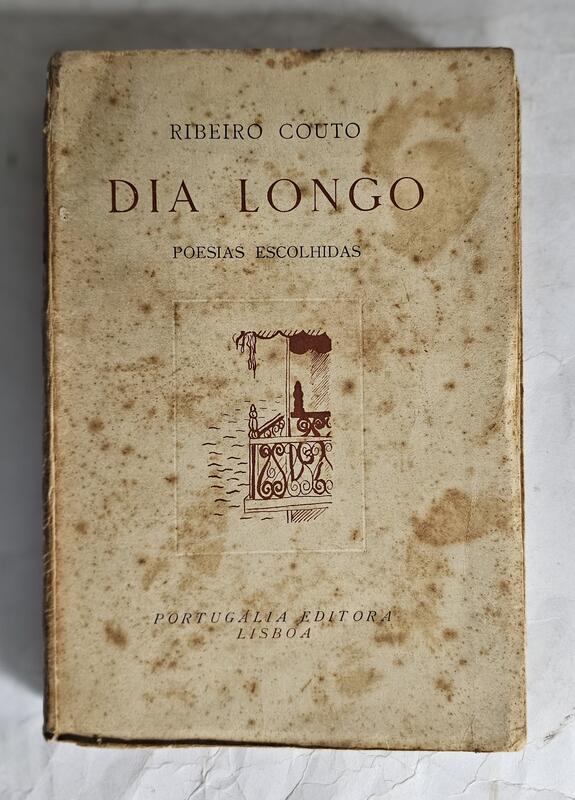 RIBEIRO COUTO
DIA LONGO
POESIAS ESCOLHIDAS
PORTUGÁLIA EDITORA
LISBOA